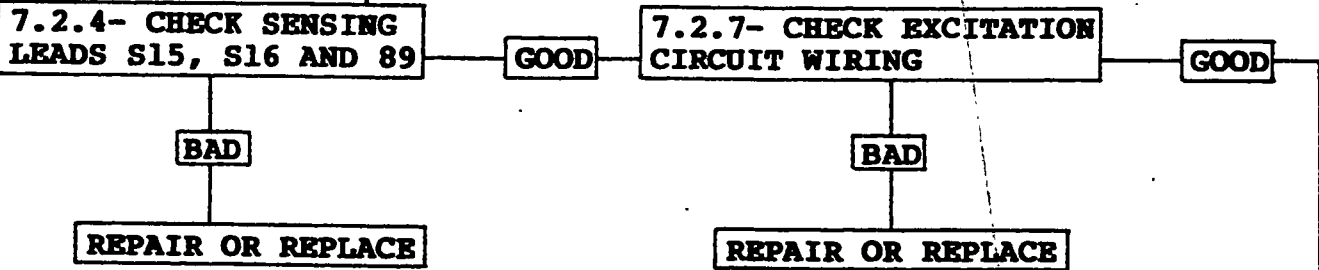 7.2.4- CHECK SENSING
LEADS S15, S16 AND 89
GOOD
7.2.7- CHECK EXCITATION
CIRCUIT WIRING
GOOD
BAD
BAD
REPAIR OR REPLACE
REPAIR OR REPLACE